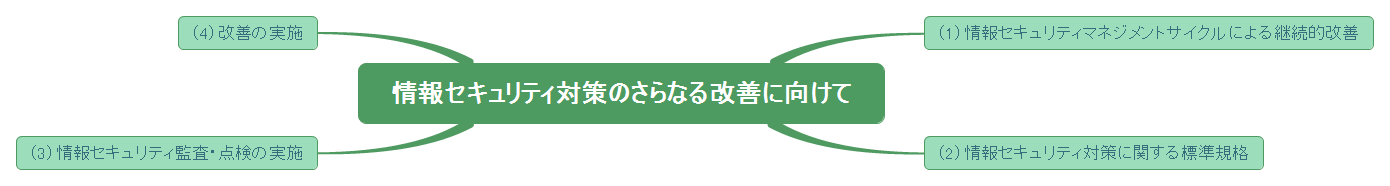 情報セキュリティ対策のさらなる改善に向けて
(1) 情報セキュリティマネジメントサイクルによる継続的改善
(2) 情報セキュリティ対策に関する標準規格
(3) 情報セキュリティ監査・点検の実施
(4) 改善の実施